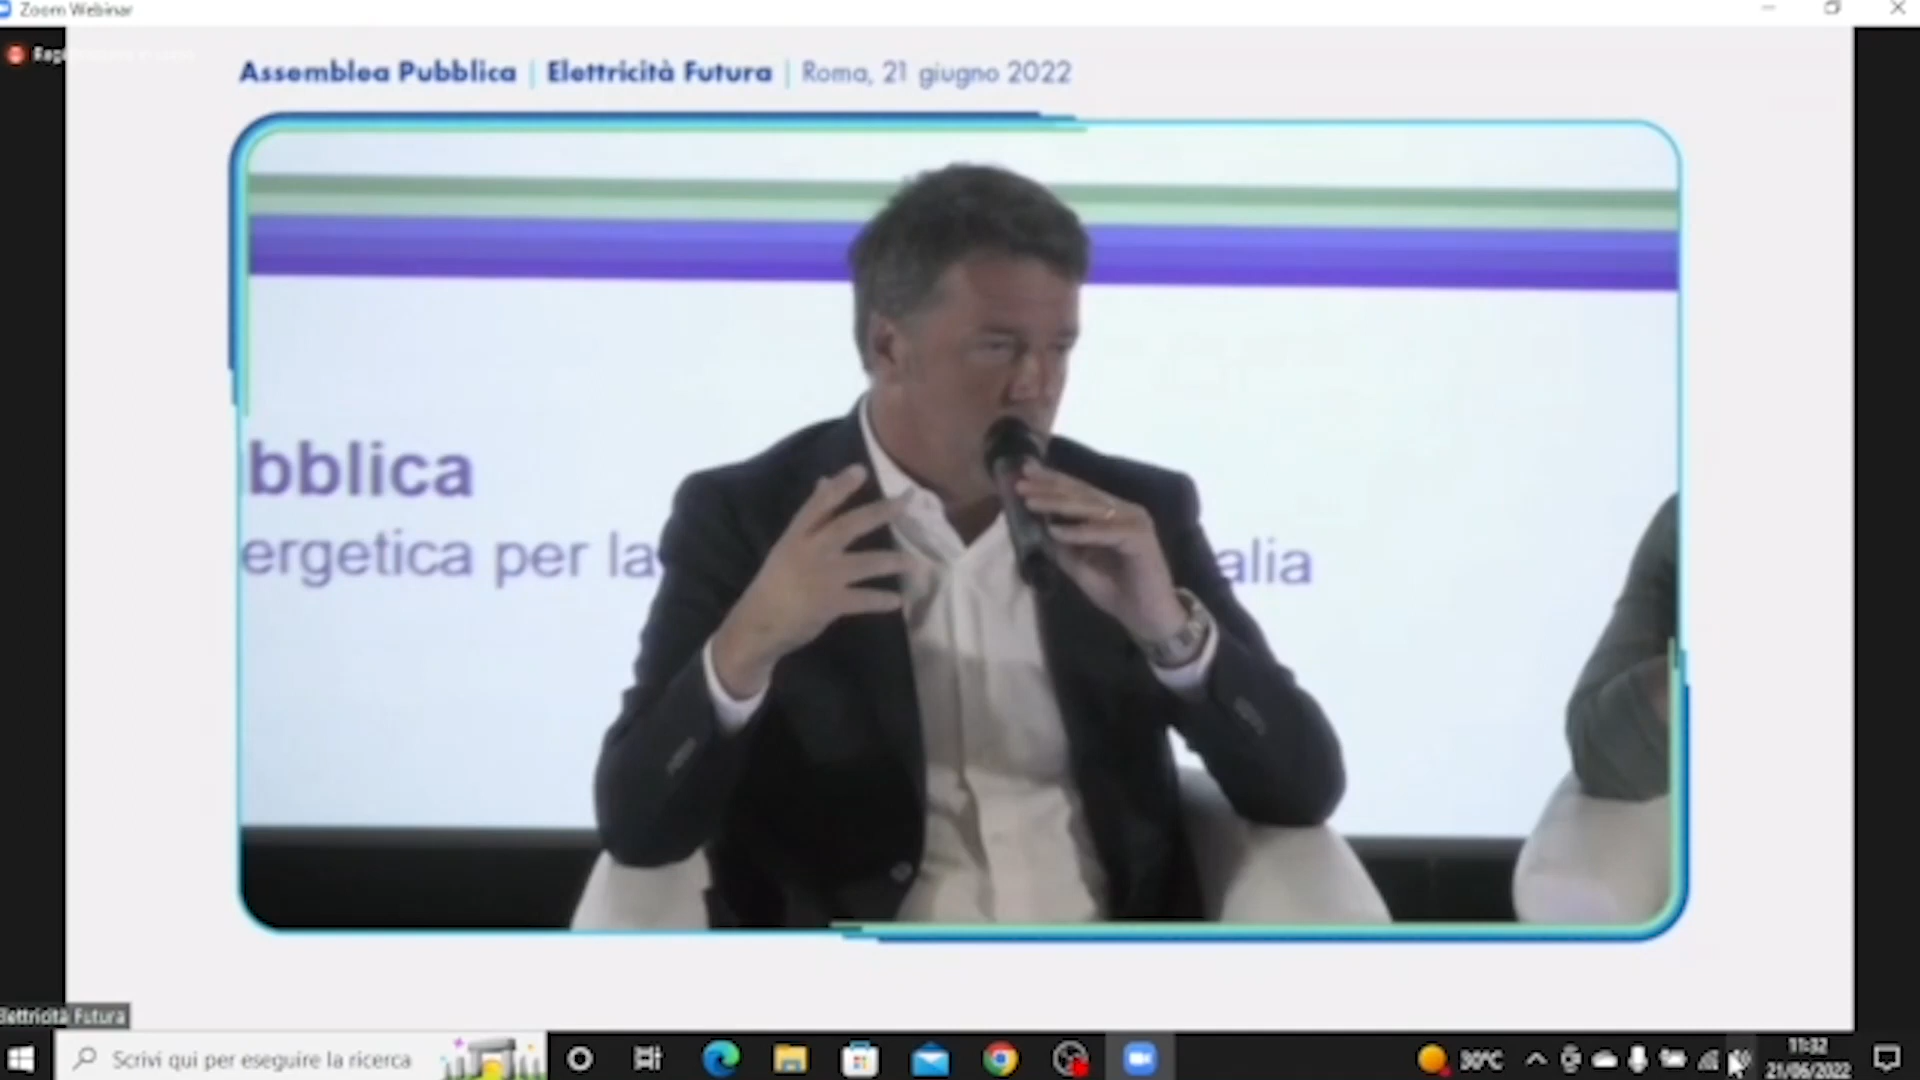 Zoom Webinar
Assemblea Pubblica | Elettricità Futura | Roma, 21 giugno 2022
bblica
ergetica per la
alia
lettricità Futura
Scrivi qui per eseguire la ricerca
30°C
11:32
21/06/2022